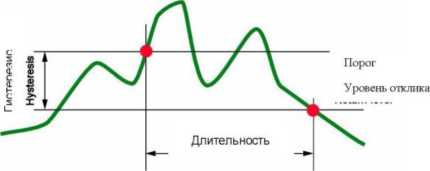 Гистерезис
Hysteresis
Порог
Уровень отклика
Длительность